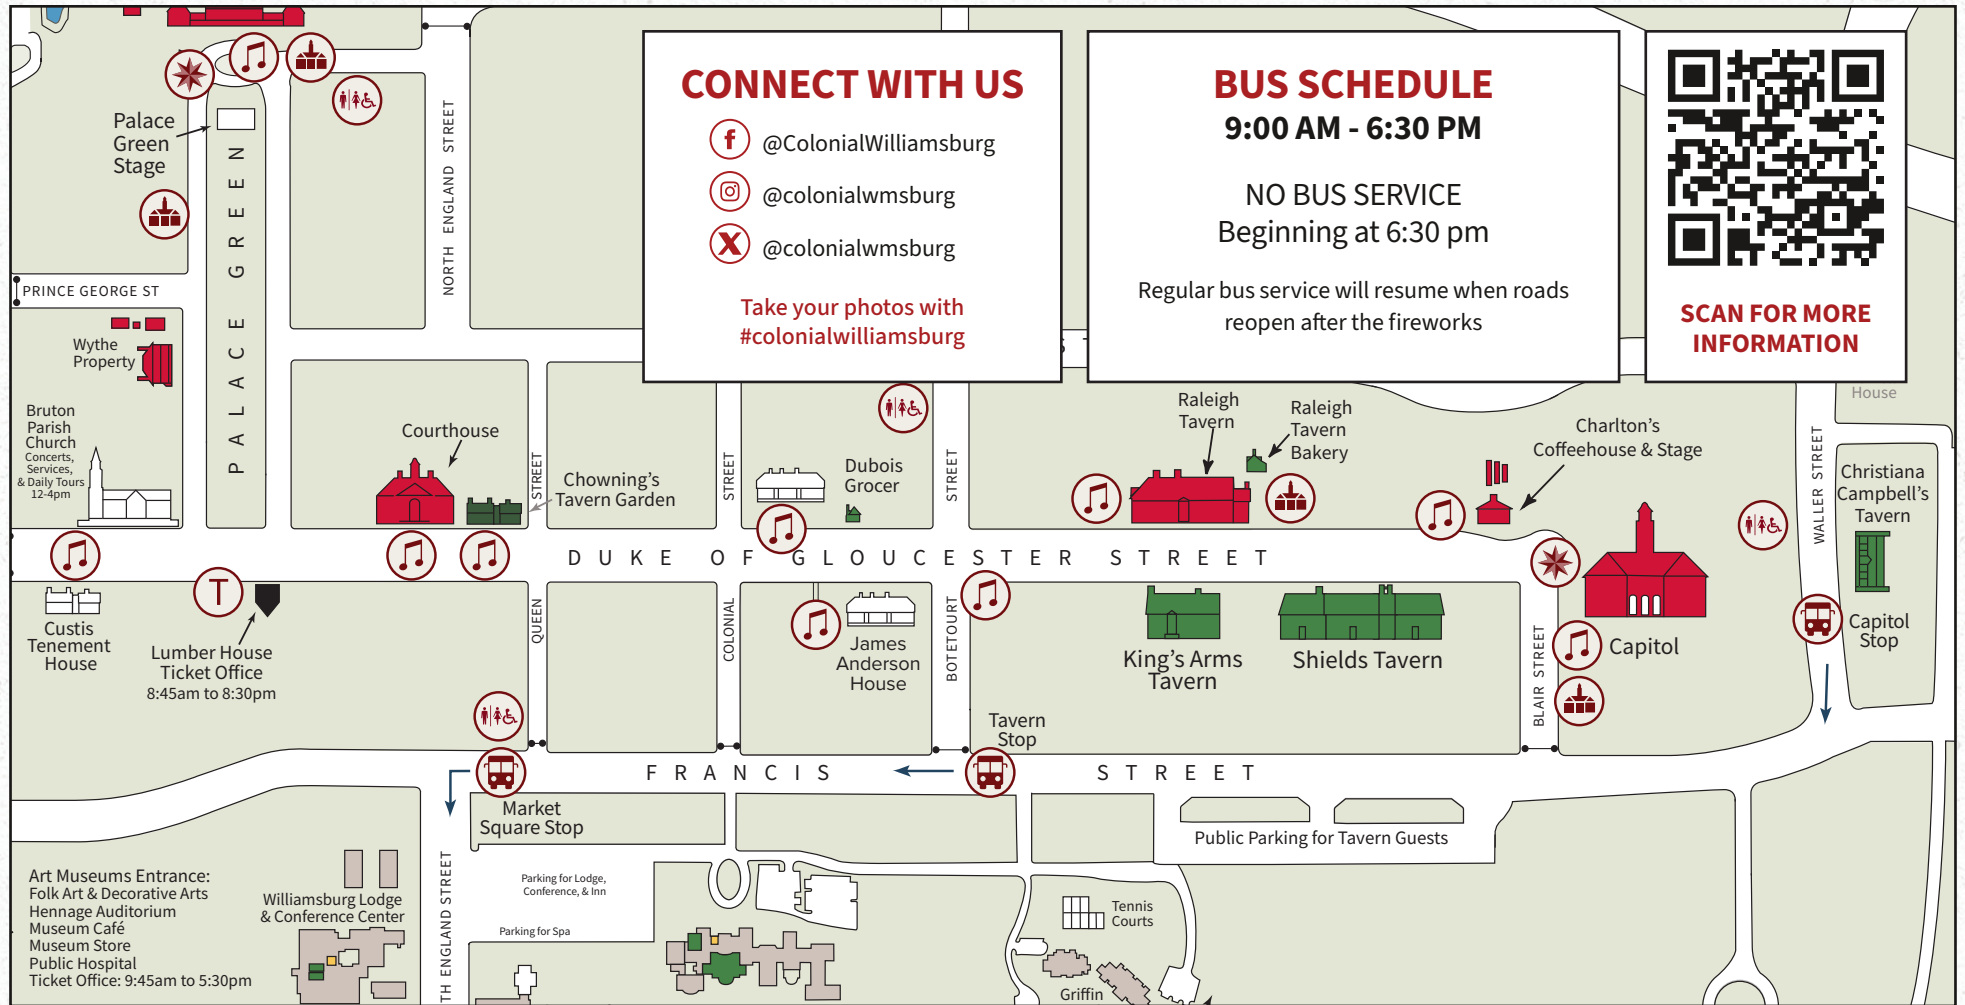 CONNECT WITH US
@ColonialWilliamsburg
@colonialwmsburg
@colonialwmsburg
Take your photos with
#colonialwilliamsburg
BUS SCHEDULE
9:00 AM - 6:30 PM
NO BUS SERVICE
Beginning at 6:30 pm
Regular bus service will resume when roads
reopen after the fireworks
SCAN FOR MORE
INFORMATION
Palace
Green
Stage
PALACE GREEN
NORTH ENGLAND STREET
PRINCE GEORGE ST
Wythe
Property
Bruton
Parish
Church
Concerts,
Services,
& Daily Tours
12-4pm
Courthouse
STREET
Chowning's
Tavern Garden
STREET
Dubois
Grocer
STREET
S T
Raleigh
Tavern
Raleigh
Tavern
Bakery
Charlton's
Coffeehouse & Stage
House
WALLER STREET
Christiana
Campbell's
Tavern
DUKE OF GLOUCESTER STREET
Custis
Tenement
House
T
Lumber House
Ticket Office
8:45am to 8:30pm
QUEEN
COLONIAL
James
Anderson
House
BOTETOURT
King's Arms
Tavern
Shields Tavern
BLAIR STREET
Capitol
Capitol
Stop
Tavern
Stop
FRANCIS STREET
Market
Square Stop
Public Parking for Tavern Guests
Art Museums Entrance:
Folk Art & Decorative Arts
Hennage Auditorium
Museum Café
Museum Store
Public Hospital
Ticket Office: 9:45am to 5:30pm
Williamsburg Lodge
& Conference Center
TH ENGLAND STREET
Parking for Lodge,
Conference, & Inn
Parking for Spa
Tennis
Courts
Griffin